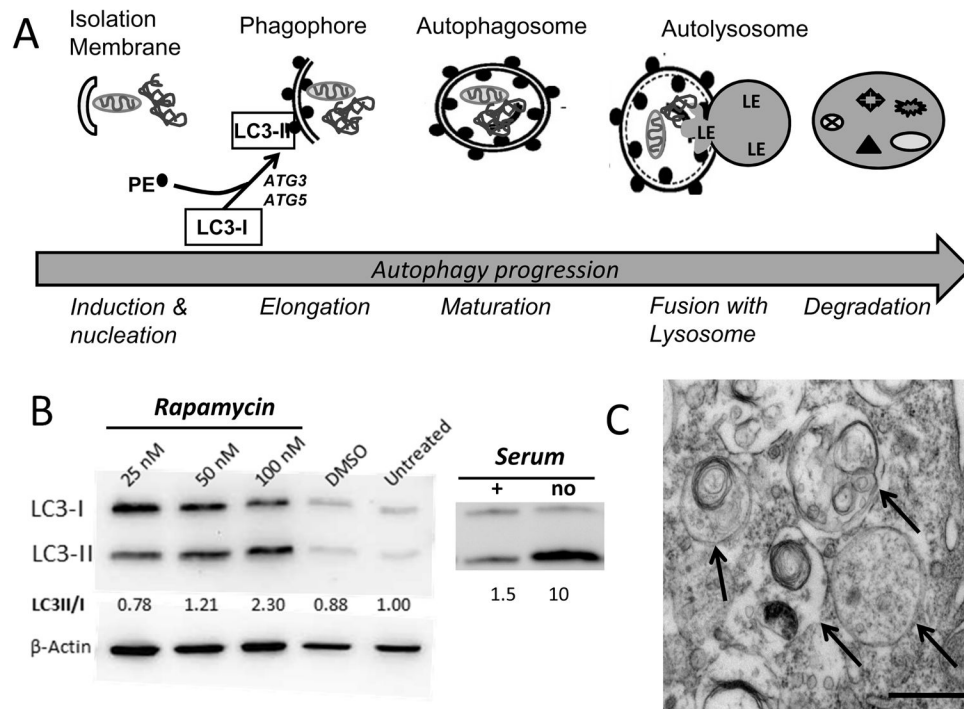 A
Isolation
Membrane
Phagophore
Autophagosome
Autolysosome
LC3-II
PE
ATG3
ATG5
LC3-I
LE
LE
LE
Autophagy progression
Induction &
nucleation
Elongation
Maturation
Fusion with
Lysosome
Degradation
B
Rapamycin
25 nM
50 nM
100 nM
DMSO
Untreated
Serum
+ no
LC3-I
LC3-II
LC3II/I 0.78 1.21 2.30 0.88 1.00
1.5 10
β-Actin
C